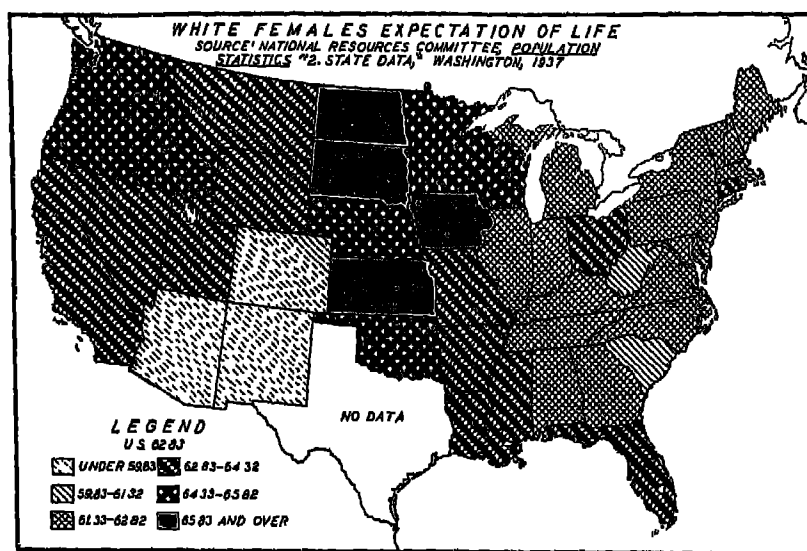 WHITE FEMALES EXPECTATION OF LIFE
SOURCE: NATIONAL RESOURCES COMMITTEE, POPULATION
STATISTICS "2. STATE DATA," WASHINGTON, 1937
NO DATA
LEGEND
U.S. 62.83
UNDER 59.83
59.83-61.32
61.33-62.82
62.83-64.32
64.33-65.82
65.83 AND OVER